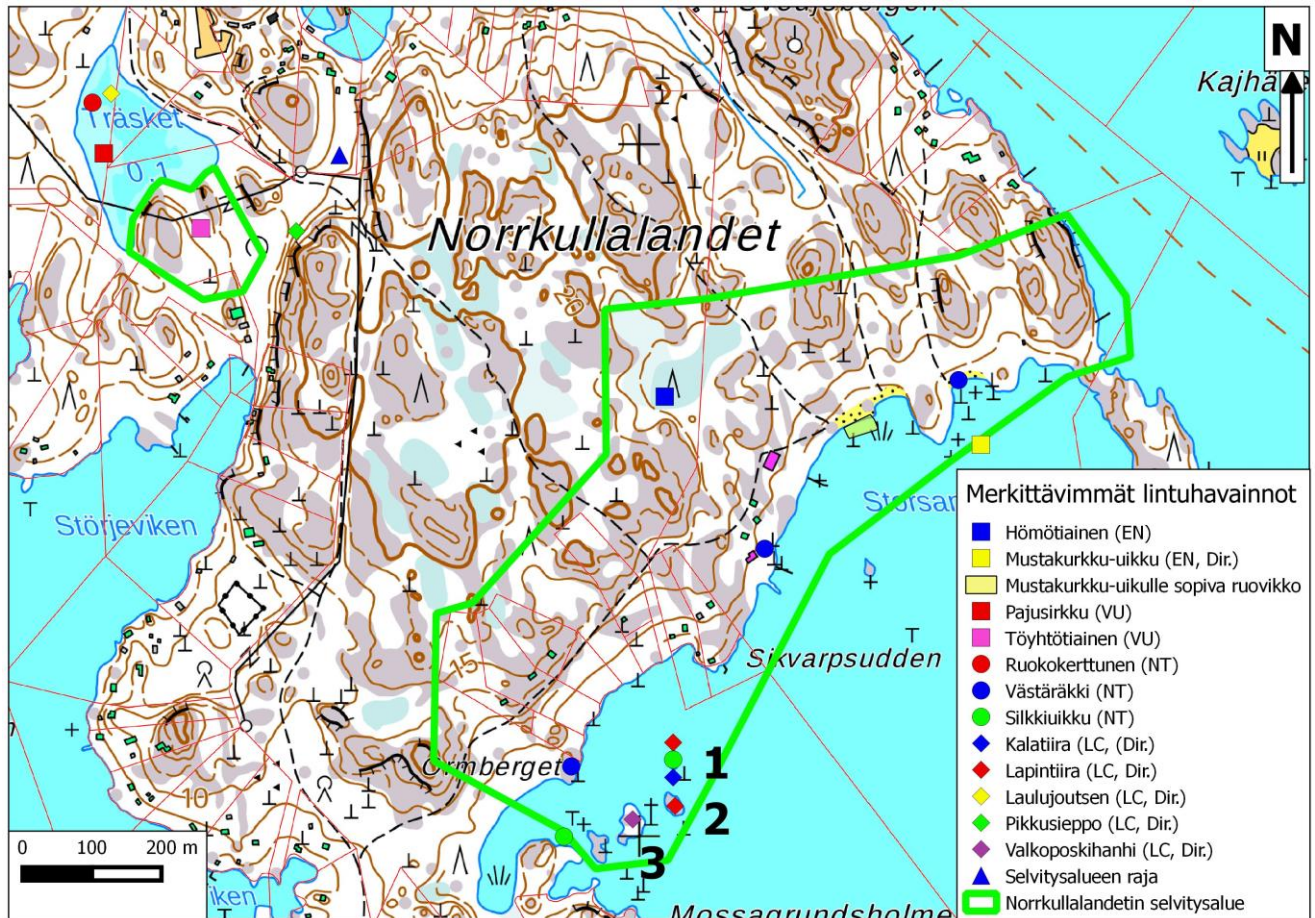 N
Kajhä
Träsket
0.1
Norrkullalandet
20
Störjeviken
Storsan
Sikvarpsudden
15
Ormberget
10
1
2
3
iken
Mossagrundsholme
0 100 200 m
Merkittävimmät lintuhavainnot
Hömötiainen (EN)
Mustakurkku-uikku (EN, Dir.)
Mustakurkku-uikulle sopiva ruovikko
Pajusirkku (VU)
Töyhtötiainen (VU)
Ruokokerttunen (NT)
Västäräkki (NT)
Silkkiuikku (NT)
Kalatiira (LC, (Dir.)
Lapintiira (LC, Dir.)
Laulujoutsen (LC, Dir.)
Pikkusieppo (LC, Dir.)
Valkoposkihanhi (LC, Dir.)
Selvitysalueen raja
Norrkullalandetin selvitysalue